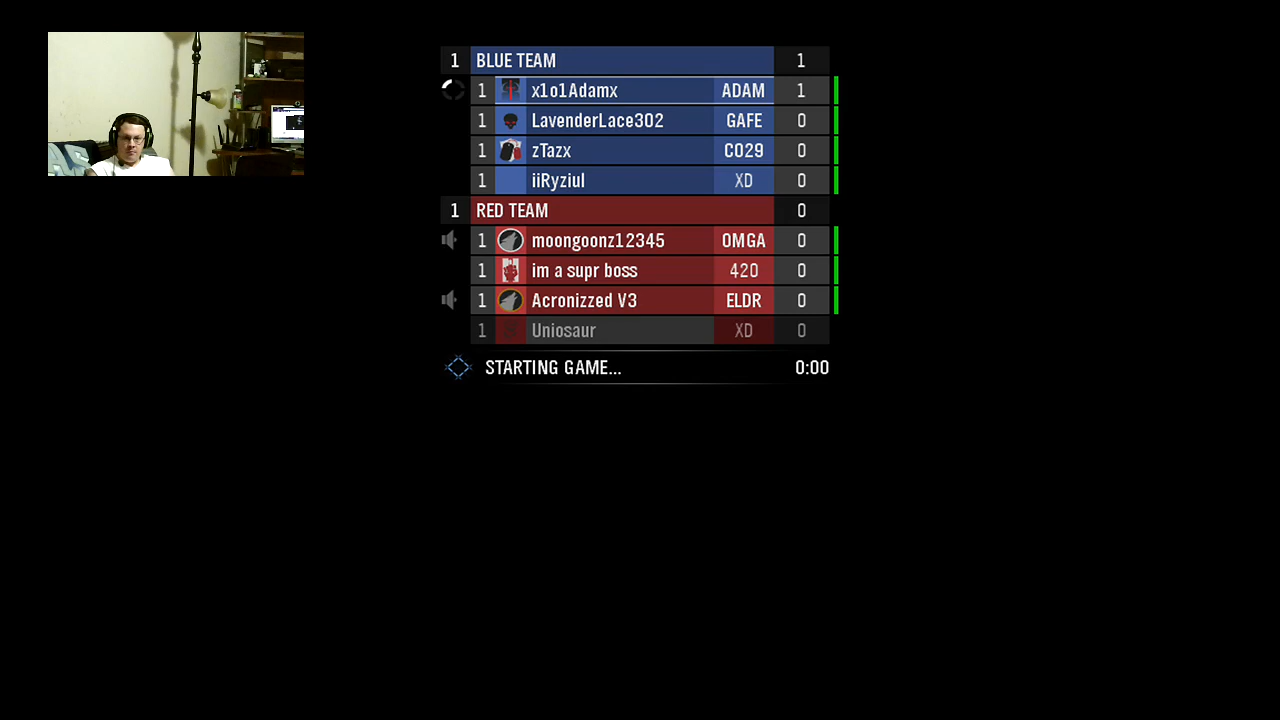 1 BLUE TEAM 1
1 x1o1Adamx ADAM 1
1 LavenderLace302 GAFE 0
1 zTazx CO29 0
1 iiRyziul XD 0
1 RED TEAM 0
1 moongoonz12345 OMGA 0
1 im a supr boss 420 0
1 Acronizzed V3 ELDR 0
1 Uniosaur XD 0
STARTING GAME... 0:00